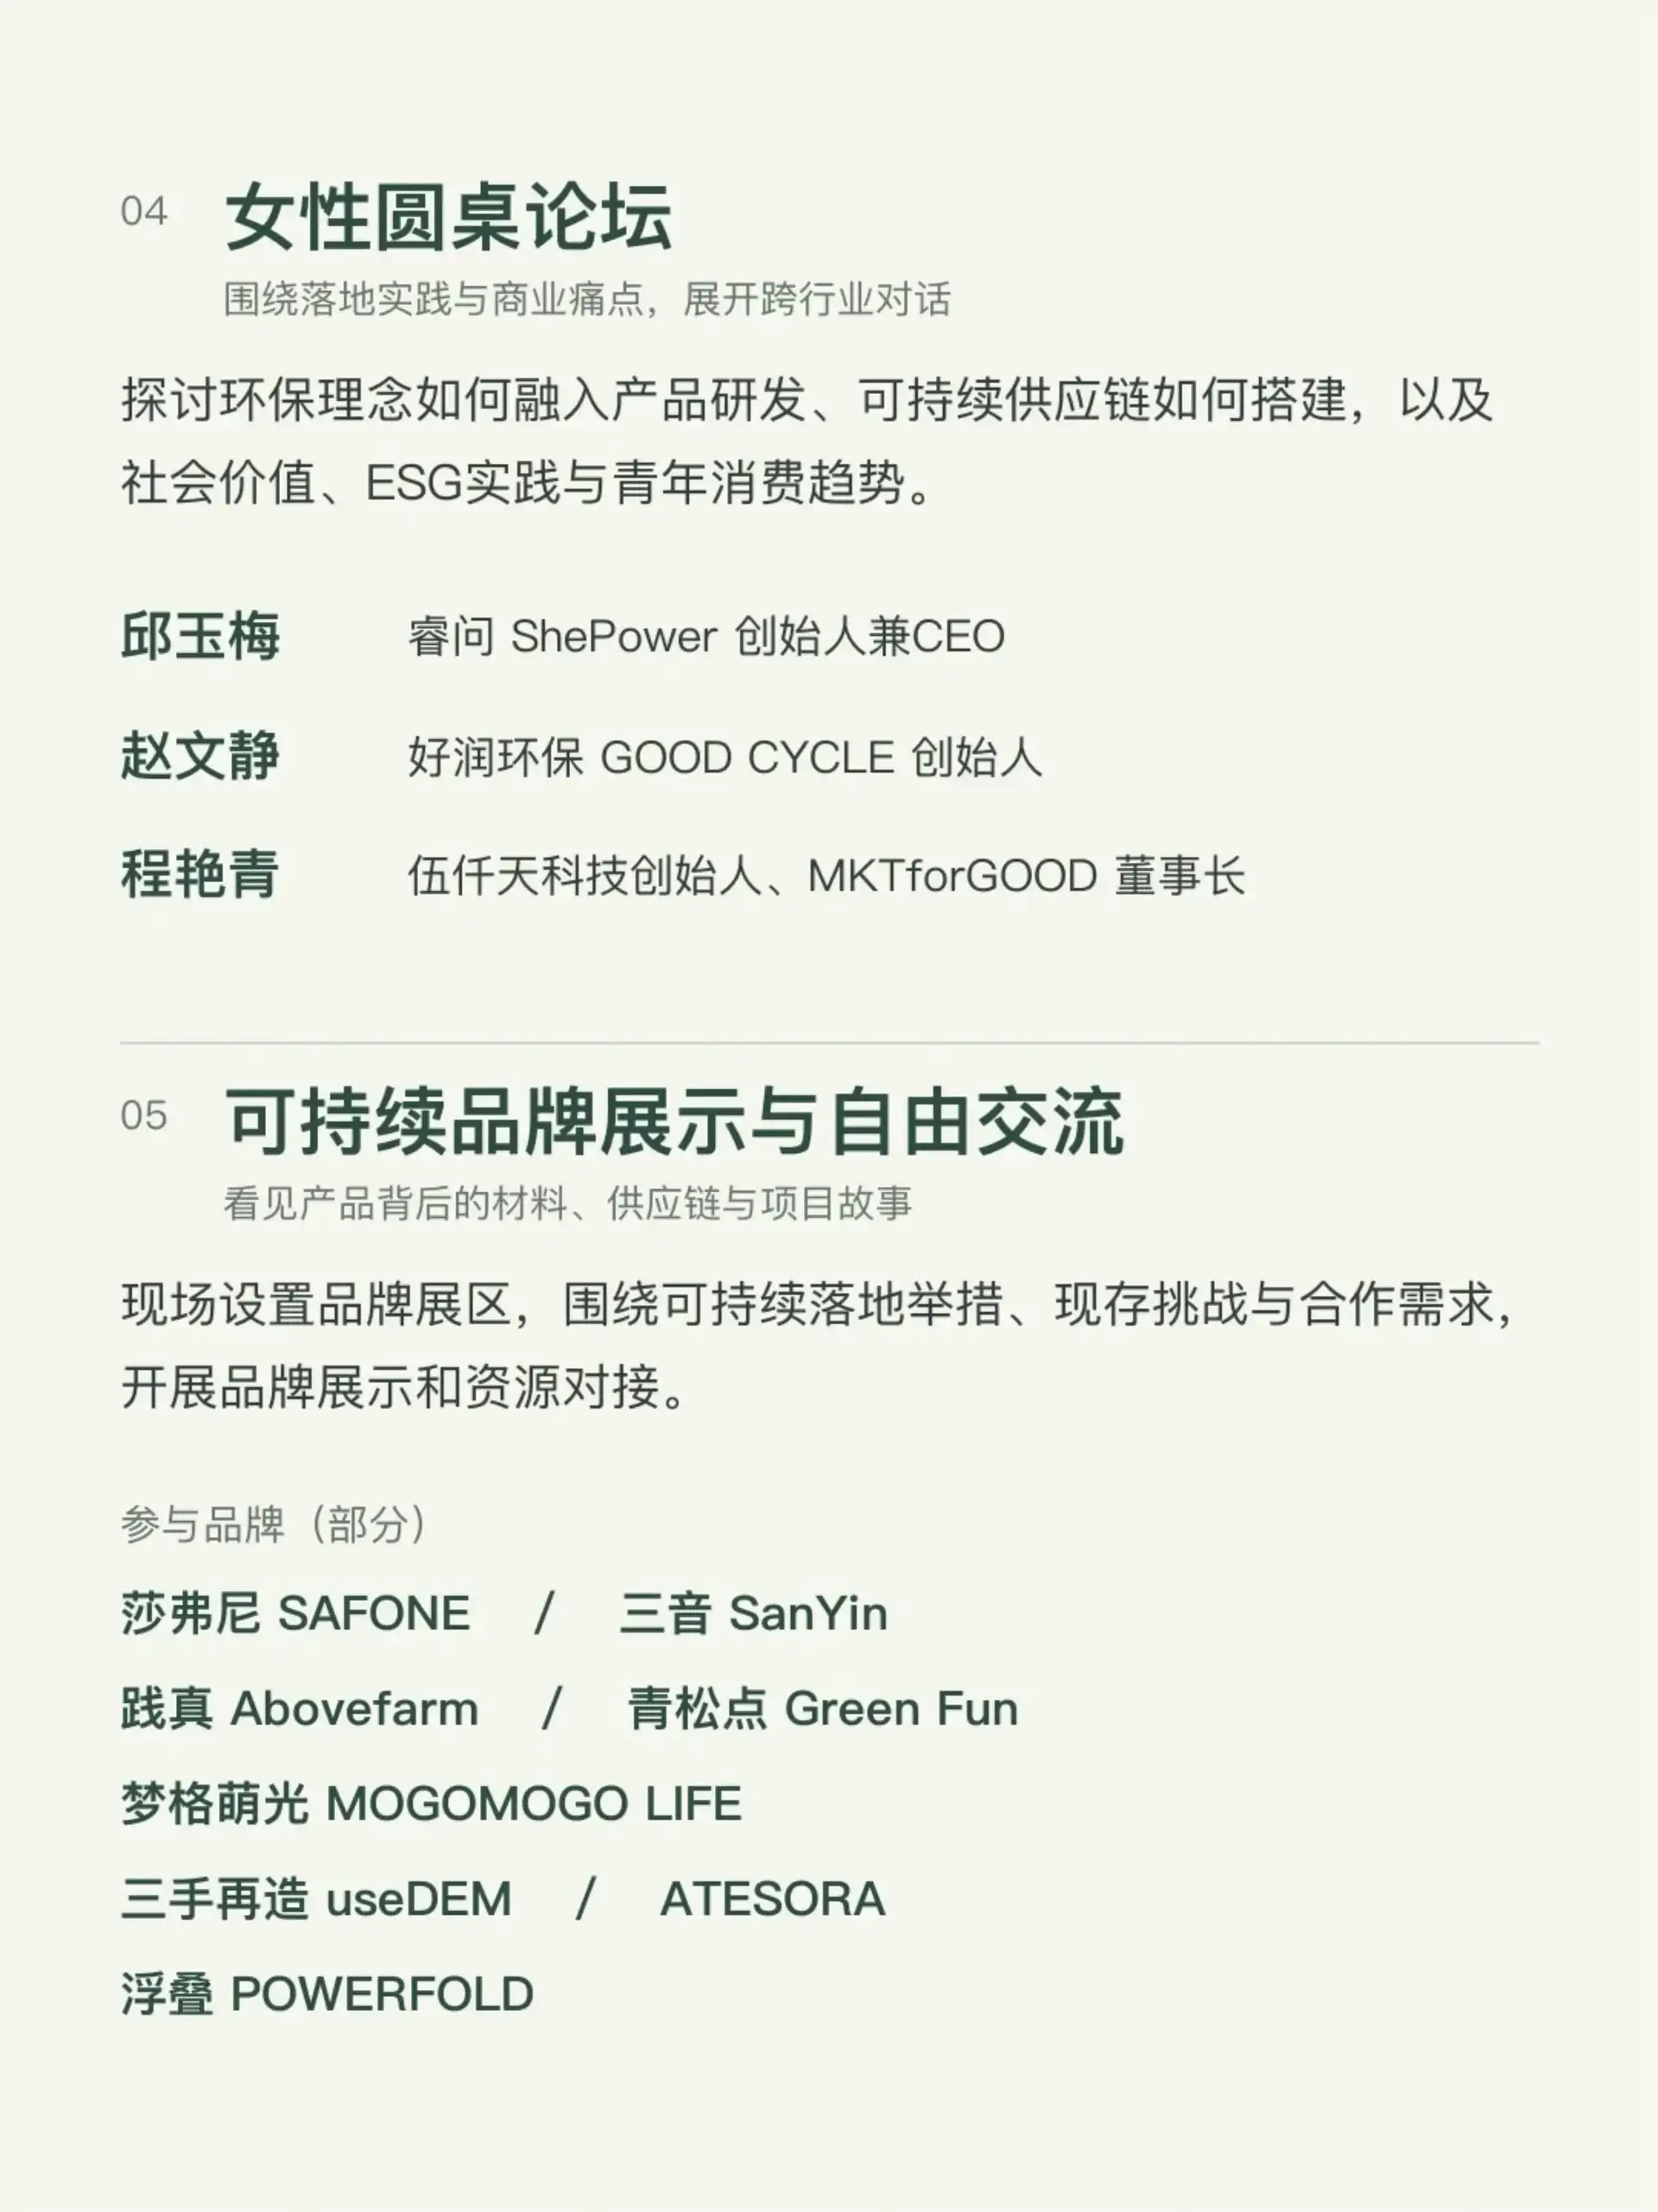 04 女性圆桌论坛
围绕落地实践与商业痛点，展开跨行业对话
探讨环保理念如何融入产品研发、可持续供应链如何搭建，以及
社会价值、ESG实践与青年消费趋势。
邱玉梅 睿问 ShePower 创始人兼CEO
赵文静 好润环保 GOOD CYCLE 创始人
程艳青 伍仟天科技创始人、MKTforGOOD 董事长
05 可持续品牌展示与自由交流
看见产品背后的材料、供应链与项目故事
现场设置品牌展区，围绕可持续落地举措、现存挑战与合作需求，
开展品牌展示和资源对接。
参与品牌（部分）
莎弗尼 SAFONE / 三音 SanYin
践真 Abovefarm / 青松点 Green Fun
梦格萌光 MOGOMOGO LIFE
三手再造 useDEM / ATESORA
浮叠 POWERFOLD